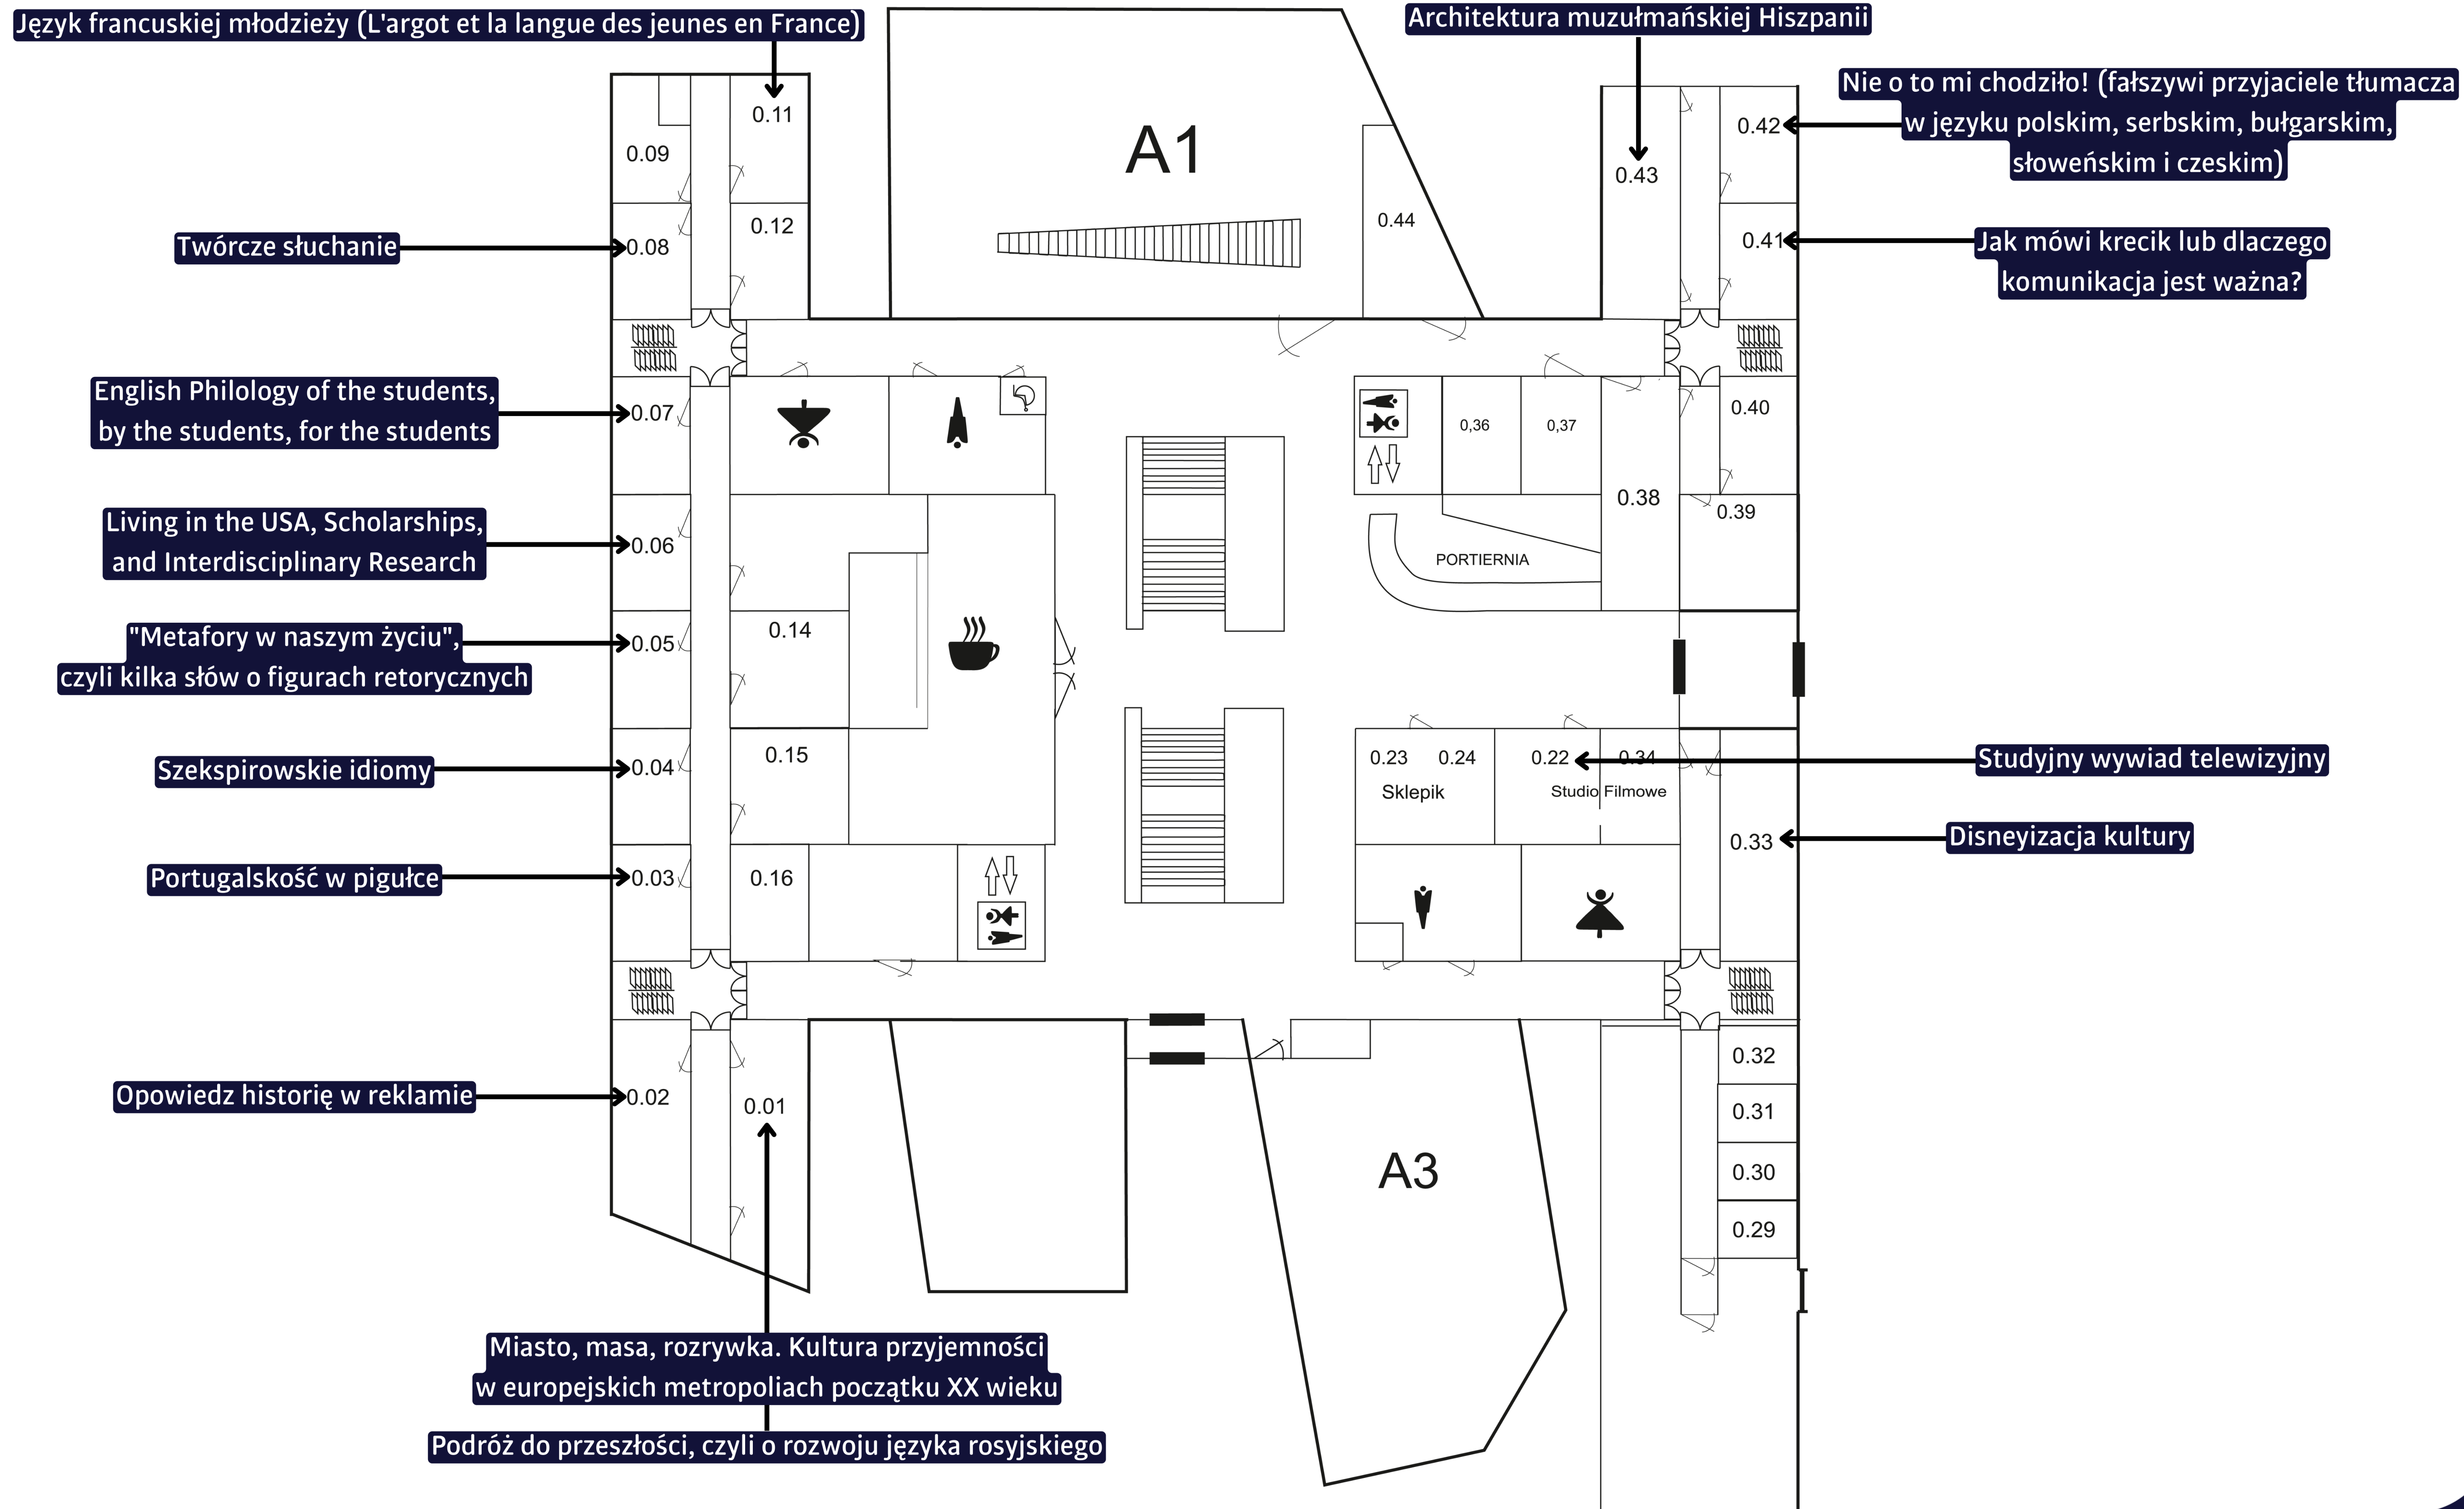 Język francuskiej młodzieży (L'argot et la langue des jeunes en France)
Architektura muzułmańskiej Hiszpanii
Nie o to mi chodziło! (fałszywi przyjaciele tłumacza
w języku polskim, serbskim, bułgarskim,
słoweńskim i czeskim)
0.11
0.42
A1
0.09
0.43
0.12
0.44
Twórcze słuchanie
0.08
0.41
Jak mówi krecik lub dlaczego
komunikacja jest ważna?
English Philology of the students,
by the students, for the students
0.07
0,36
0,37
0.40
0.38
0.39
Living in the USA, Scholarships,
and Interdisciplinary Research
0.06
PORTIERNIA
"Metafory w naszym życiu",
czyli kilka słów o figurach retorycznych
0.05
0.14
Szekspirowskie idiomy
0.04
0.15
0.23
0.24
0.22
0.34
Studyjny wywiad telewizyjny
Sklepik
Studio Filmowe
0.33
Disneyizacja kultury
Portugalskość w pigułce
0.03
0.16
Opowiedz historię w reklamie
0.02
0.01
0.32
0.31
A3
0.30
0.29
Miasto, masa, rozrywka. Kultura przyjemności
w europejskich metropoliach początku XX wieku
Podróż do przeszłości, czyli o rozwoju języka rosyjskiego